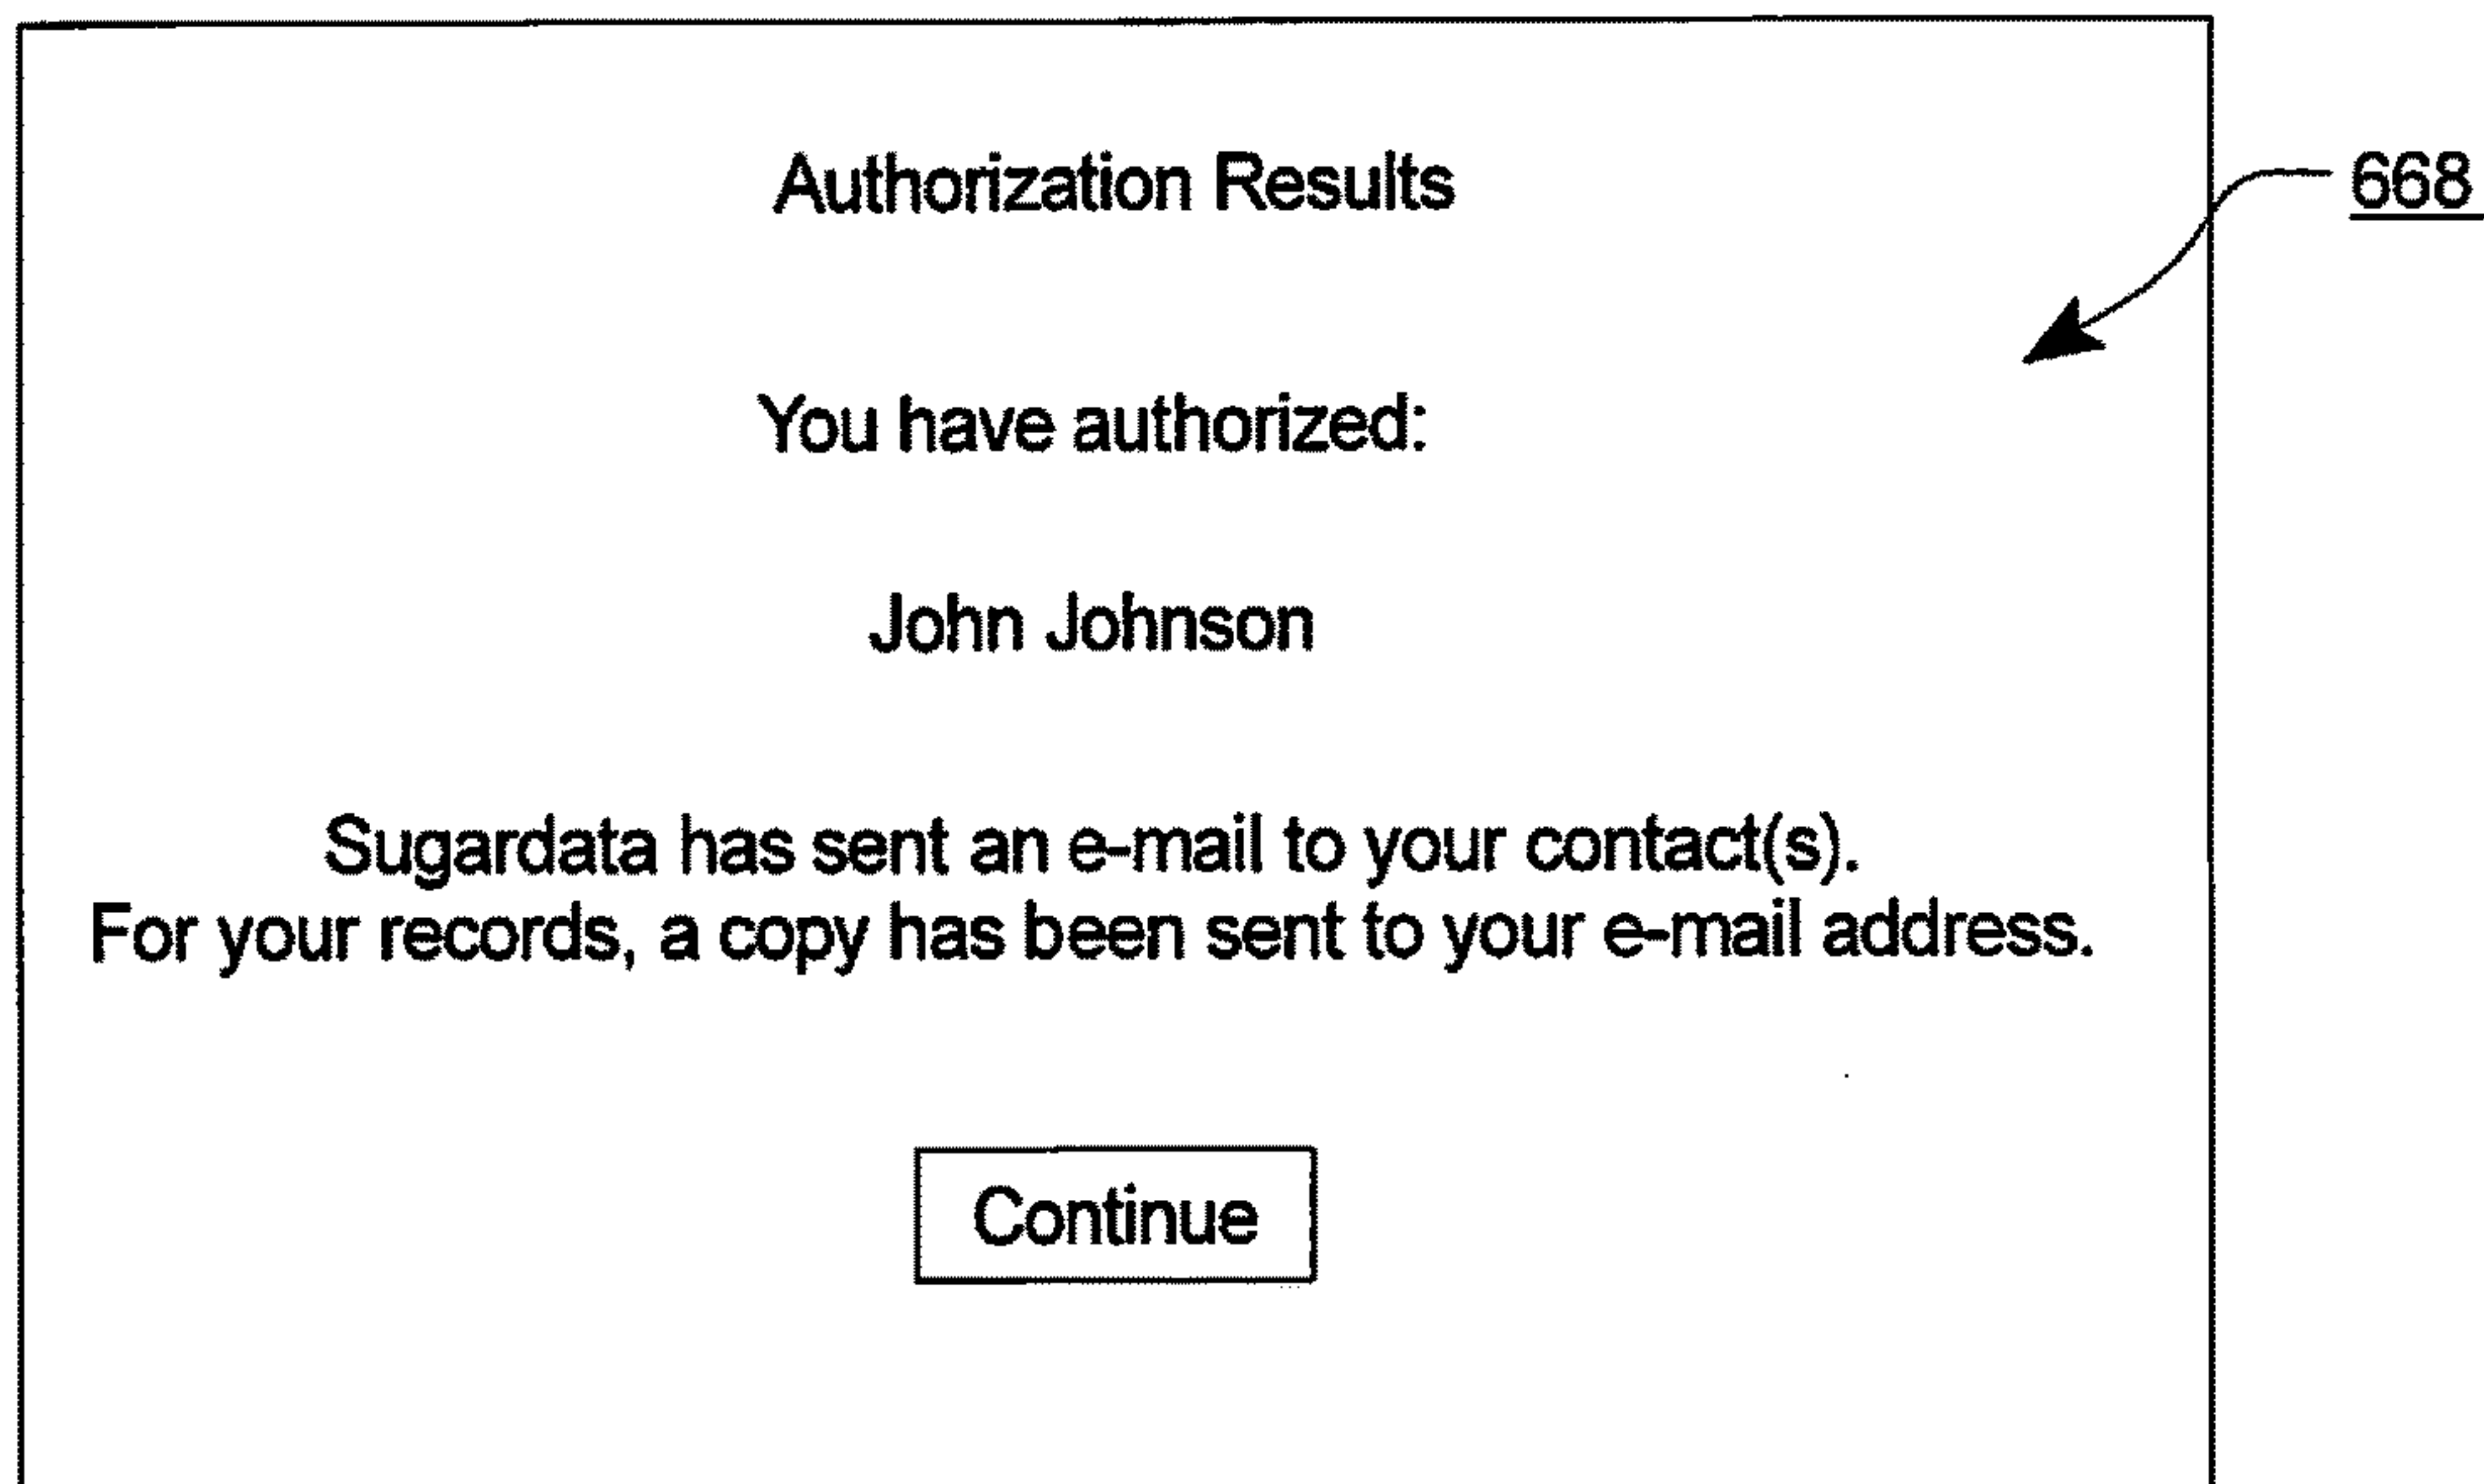 Authorization Results
668
You have authorized:
John Johnson
Sugardata has sent an e-mail to your contact(s).
For your records, a copy has been sent to your e-mail address.
Continue